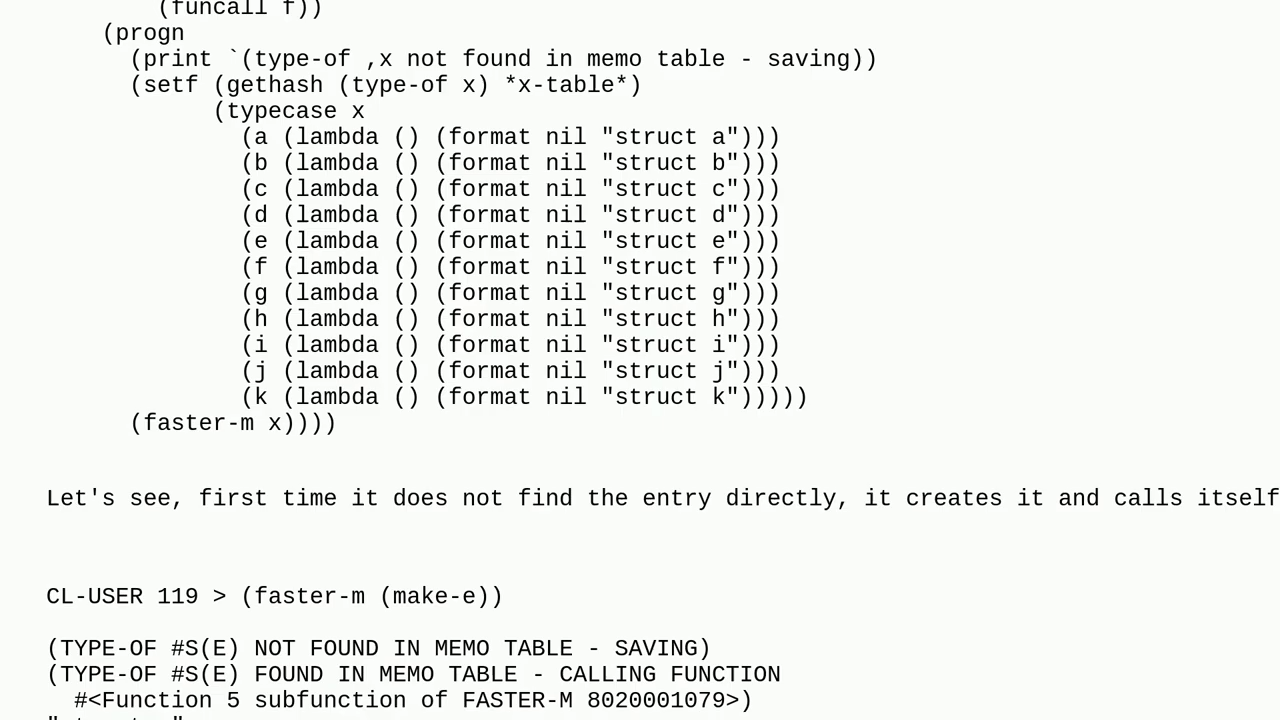 (funcall f))
(progn
(print `(type-of ,x not found in memo table - saving))
(setf (gethash (type-of x) *x-table*)
(typecase x
(a (lambda () (format nil "struct a")))
(b (lambda () (format nil "struct b")))
(c (lambda () (format nil "struct c")))
(d (lambda () (format nil "struct d")))
(e (lambda () (format nil "struct e")))
(f (lambda () (format nil "struct f")))
(g (lambda () (format nil "struct g")))
(h (lambda () (format nil "struct h")))
(i (lambda () (format nil "struct i")))
(j (lambda () (format nil "struct j")))
(k (lambda () (format nil "struct k")))))
(faster-m x))))
Let's see, first time it does not find the entry directly, it creates it and calls itself
CL-USER 119 > (faster-m (make-e))
(TYPE-OF #S(E) NOT FOUND IN MEMO TABLE - SAVING)
(TYPE-OF #S(E) FOUND IN MEMO TABLE - CALLING FUNCTION
#<Function 5 subfunction of FASTER-M 8020001079>)